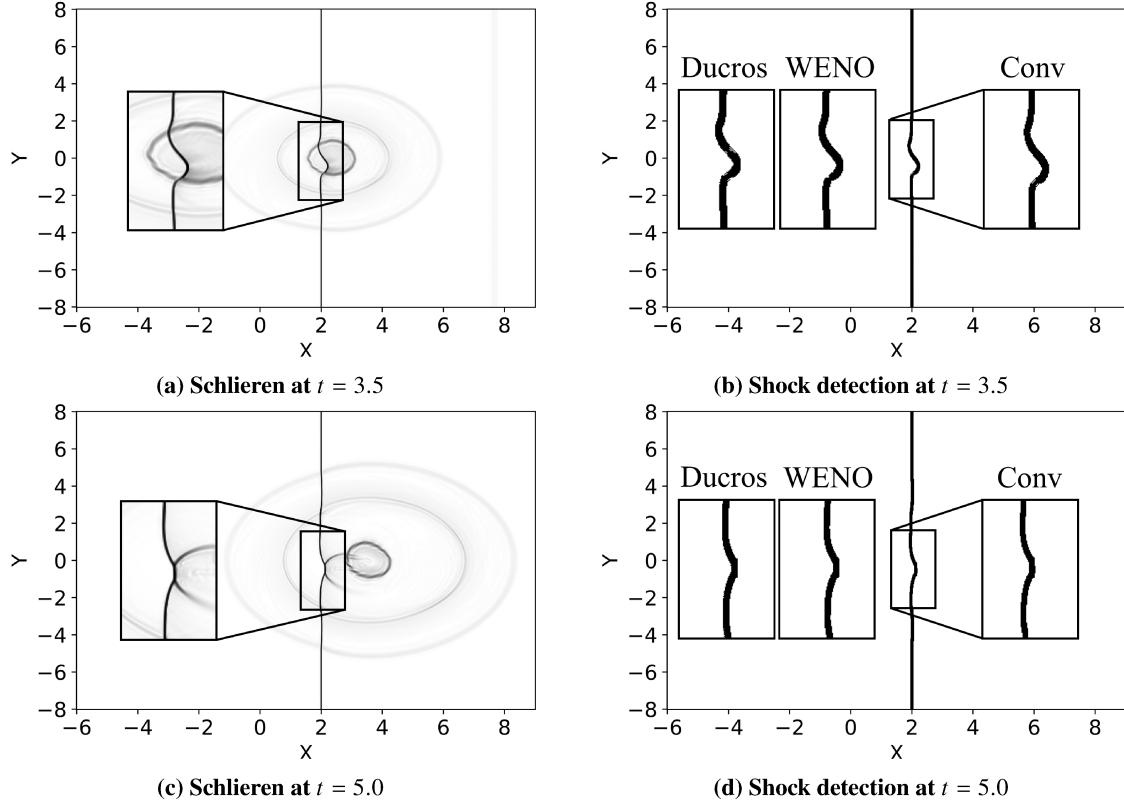 8
6
4
2
0
−2
−4
−6
−8
Y
−6 −4 −2 0 2 4 6 8
X
(a) Schlieren at t = 3.5
8
6
4
2
0
−2
−4
−6
−8
Y
Ducros WENO Conv
−6 −4 −2 0 2 4 6 8
X
(b) Shock detection at t = 3.5
8
6
4
2
0
−2
−4
−6
−8
Y
−6 −4 −2 0 2 4 6 8
X
(c) Schlieren at t = 5.0
8
6
4
2
0
−2
−4
−6
−8
Y
Ducros WENO Conv
−6 −4 −2 0 2 4 6 8
X
(d) Shock detection at t = 5.0